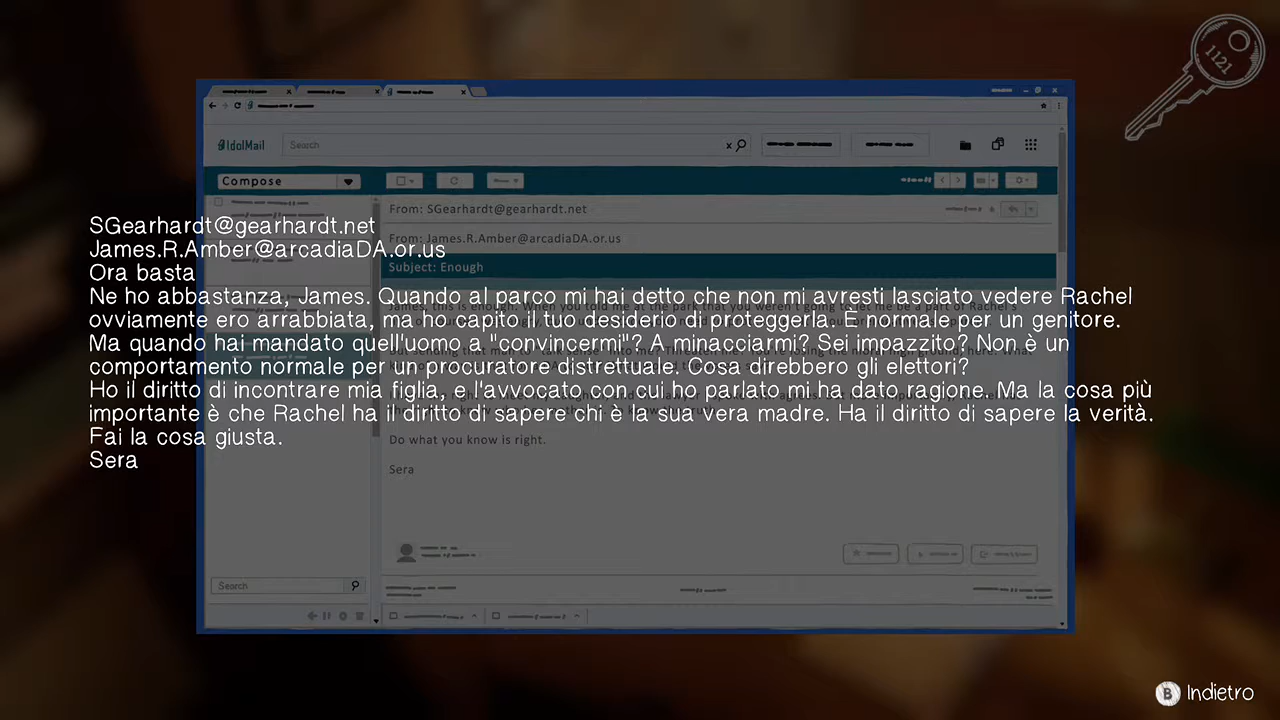 1121
IdolMail
Search
Compose
From: SGearhardt@gearhardt.net
From: James.R.Amber@arcadiaDA.or.us
Subject: Enough
SGearhardt@gearhardt.net
James.R.Amber@arcadiaDA.or.us
Ora basta
Ne ho abbastanza, James. Quando al parco mi hai detto che non mi avresti lasciato vedere Rachel
ovviamente ero arrabbiata, ma ho capito il tuo desiderio di proteggerla. È normale per un genitore.
Ma quando hai mandato quell'uomo a "convincermi"? A minacciarmi? Sei impazzito? Non è un
comportamento normale per un procuratore distrettuale. Cosa direbbero gli elettori?
Ho il diritto di incontrare mia figlia, e l'avvocato con cui ho parlato mi ha dato ragione. Ma la cosa più
importante è che Rachel ha il diritto di sapere chi è la sua vera madre. Ha il diritto di sapere la verità.
Fai la cosa giusta.
Sera
Do what you know is right.
Sera
Search
B Indietro